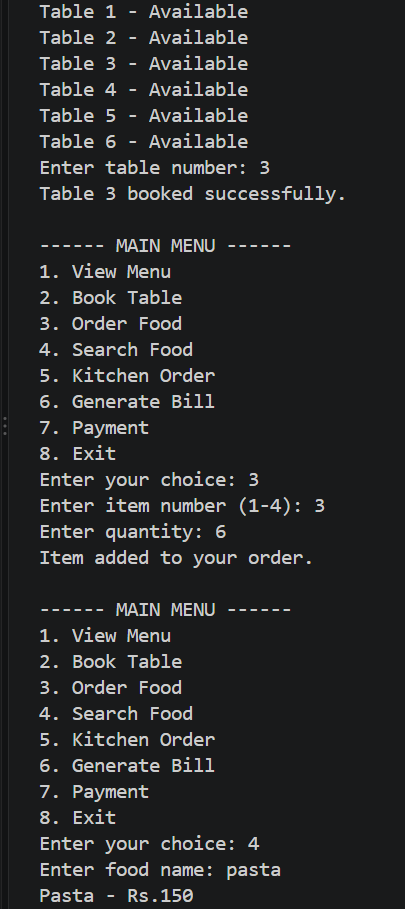 Table 1 - Available
Table 2 - Available
Table 3 - Available
Table 4 - Available
Table 5 - Available
Table 6 - Available
Enter table number: 3
Table 3 booked successfully.

------ MAIN MENU ------
1. View Menu
2. Book Table
3. Order Food
4. Search Food
5. Kitchen Order
6. Generate Bill
7. Payment
8. Exit
Enter your choice: 3
Enter item number (1-4): 3
Enter quantity: 6
Item added to your order.

------ MAIN MENU ------
1. View Menu
2. Book Table
3. Order Food
4. Search Food
5. Kitchen Order
6. Generate Bill
7. Payment
8. Exit
Enter your choice: 4
Enter food name: pasta
Pasta - Rs.150